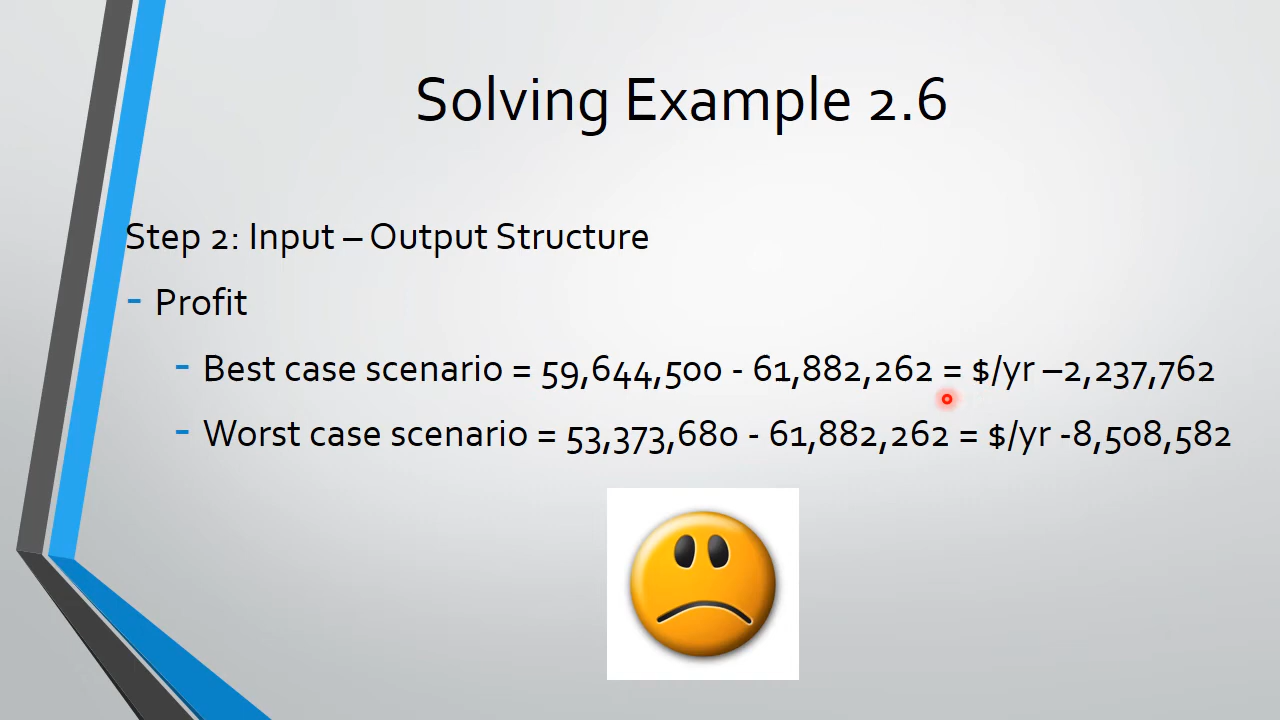 Solving Example 2.6
Step 2: Input – Output Structure
- Profit
- Best case scenario = 59,644,500 - 61,882,262 = $/yr –2,237,762
- Worst case scenario = 53,373,680 - 61,882,262 = $/yr -8,508,582